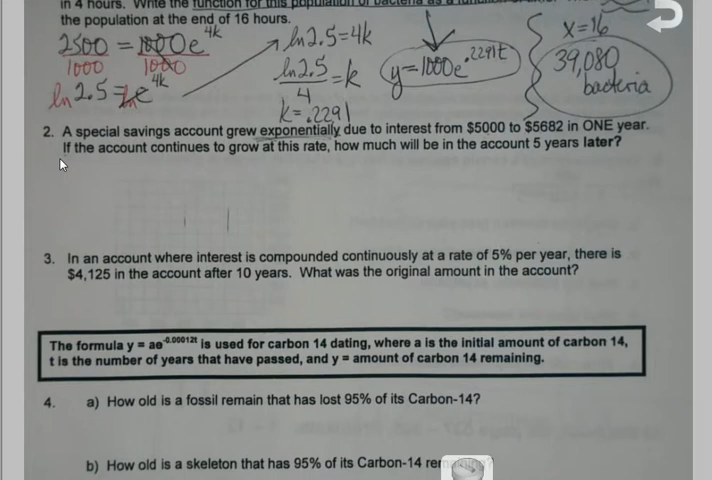 in 4 hours. Write the function for this population of bacteria as a function of time.
the population at the end of 16 hours.
2500 = 1000e^4k
1000 1000
ln 2.5 = ln e^4k
ln 2.5 = 4k
ln 2.5 = k
4
k = .2291
y = 1000e^.2291t
x = 16
39,080
bacteria
2. A special savings account grew exponentially due to interest from $5000 to $5682 in ONE year.
If the account continues to grow at this rate, how much will be in the account 5 years later?
3. In an account where interest is compounded continuously at a rate of 5% per year, there is
$4,125 in the account after 10 years. What was the original amount in the account?
The formula y = ae^-0.00012t is used for carbon 14 dating, where a is the initial amount of carbon 14,
t is the number of years that have passed, and y = amount of carbon 14 remaining.
4. a) How old is a fossil remain that has lost 95% of its Carbon-14?
b) How old is a skeleton that has 95% of its Carbon-14